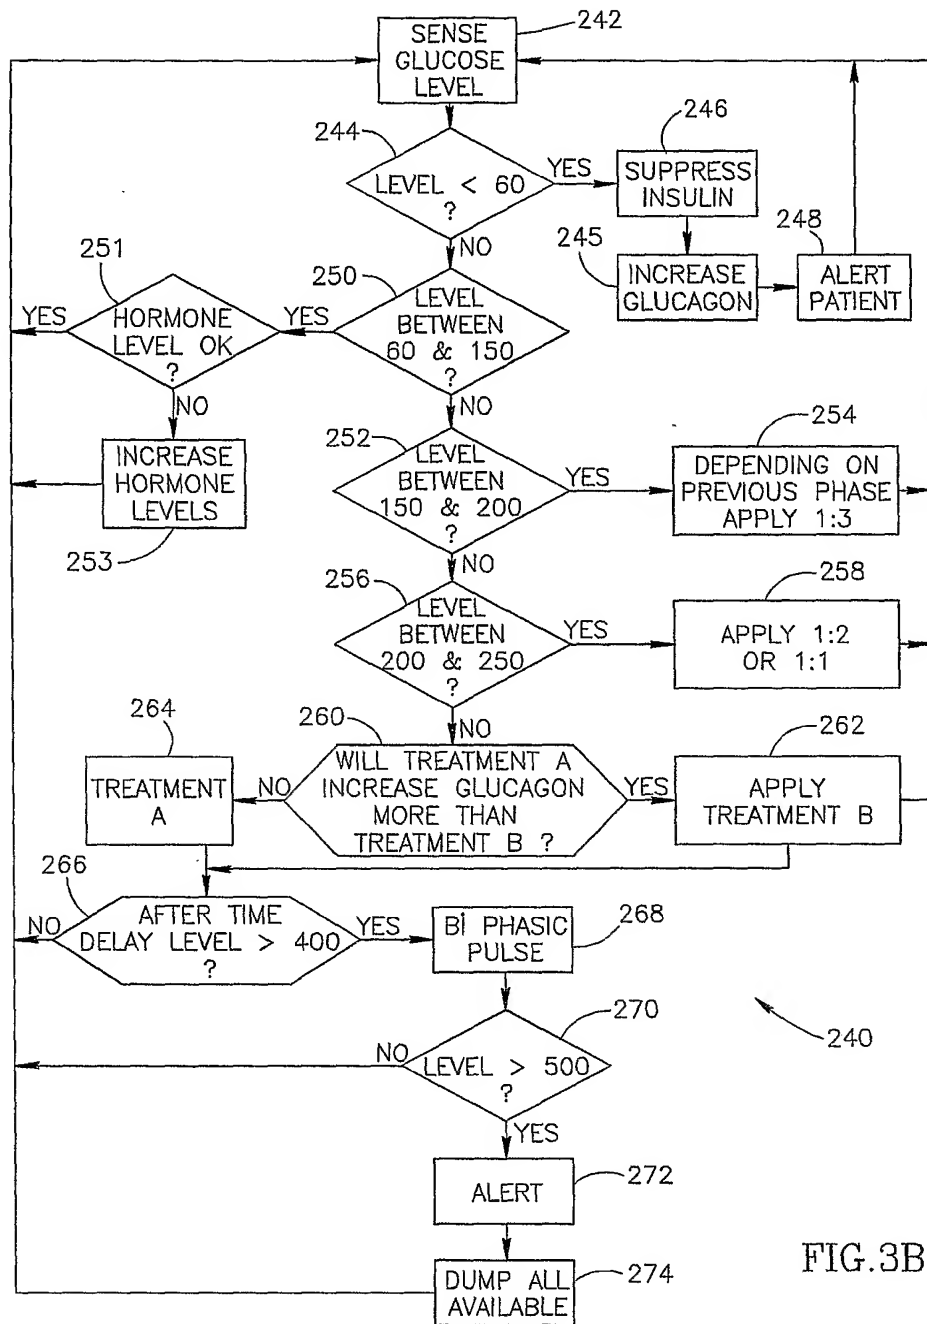 242
SENSE
GLUCOSE
LEVEL
244
LEVEL < 60
?
YES
NO
246
SUPPRESS
INSULIN
245
INCREASE
GLUCAGON
248
ALERT
PATIENT
251
HORMONE
LEVEL OK
?
YES
NO
250
LEVEL
BETWEEN
60 & 150
?
YES
NO
INCREASE
HORMONE
LEVELS
253
252
LEVEL
BETWEEN
150 & 200
?
YES
NO
254
DEPENDING ON
PREVIOUS PHASE
APPLY 1:3
256
LEVEL
BETWEEN
200 & 250
?
YES
NO
258
APPLY 1:2
OR 1:1
260
WILL TREATMENT A
INCREASE GLUCAGON
MORE THAN
TREATMENT B ?
NO
YES
264
TREATMENT
A
262
APPLY
TREATMENT B
266
AFTER TIME
DELAY LEVEL > 400
?
NO
YES
BI PHASIC
PULSE
268
270
LEVEL > 500
?
NO
YES
240
ALERT
272
DUMP ALL
AVAILABLE
274
FIG.3B